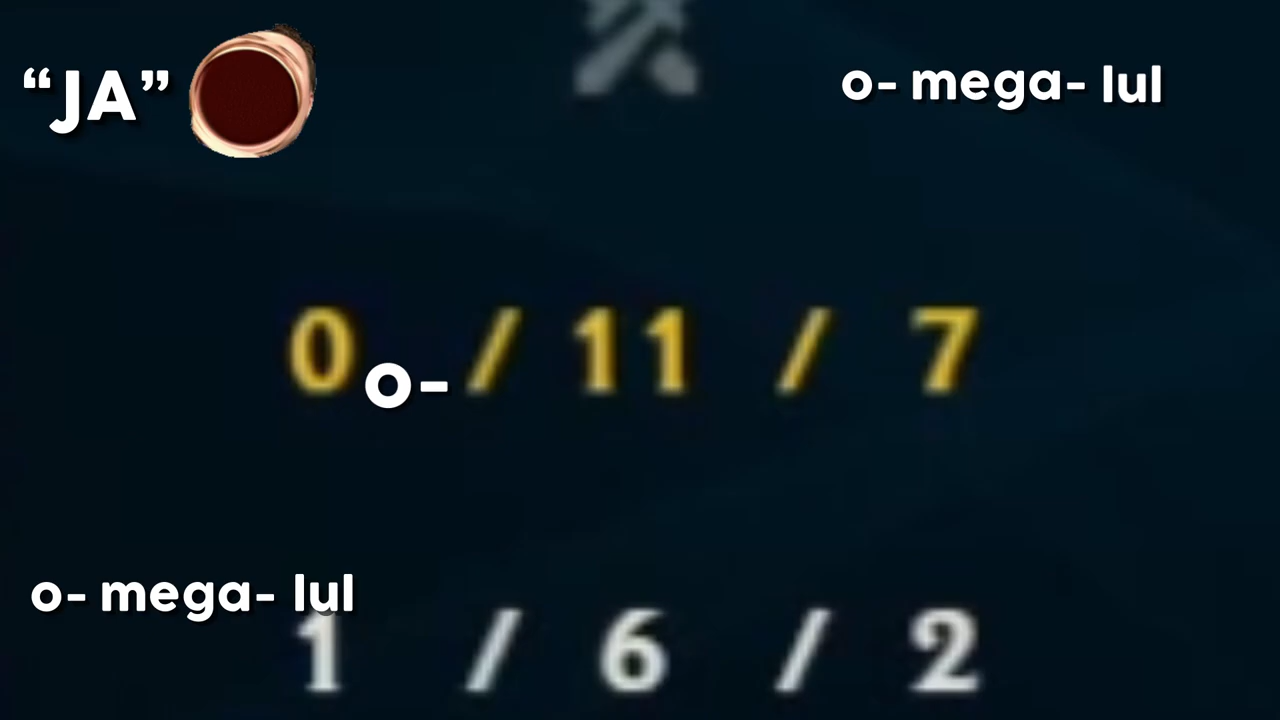 “JA”
o- mega- lul
0 / 11 / 7
o-
o- mega- lul
1 / 6 / 2